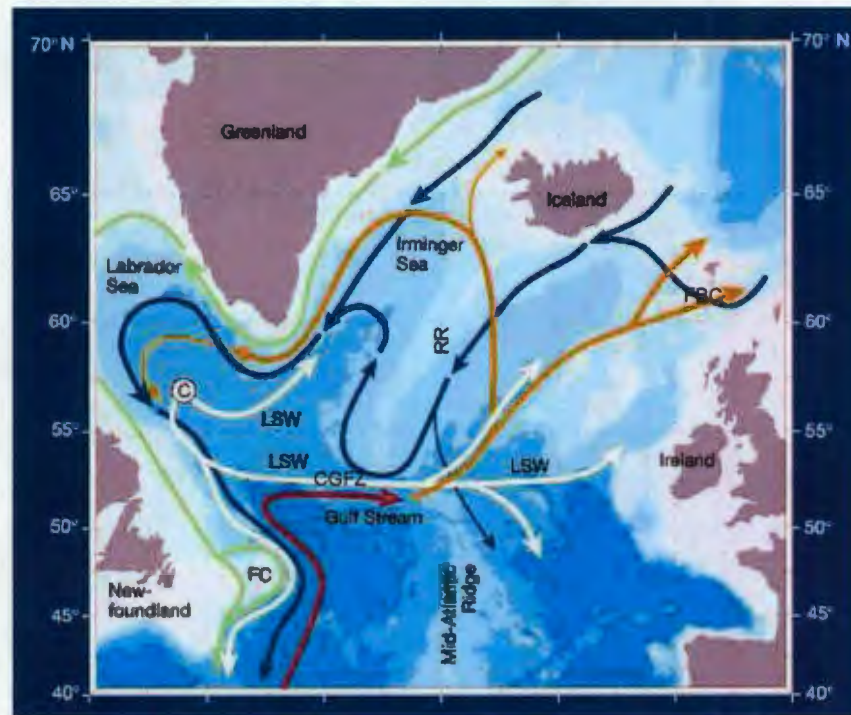 70° N
70° N
Greenland
65°
65°
Iceland
Irminger
Sea
Labrador
Sea
FBC
60°
60°
RR
C
LSW
55°
55°
LSW
LSW
Ireland
CGFZ
Gulf Stream
50°
50°
FC
New-
foundland
Mid-Atlantic
Ridge
45°
45°
40°
40°